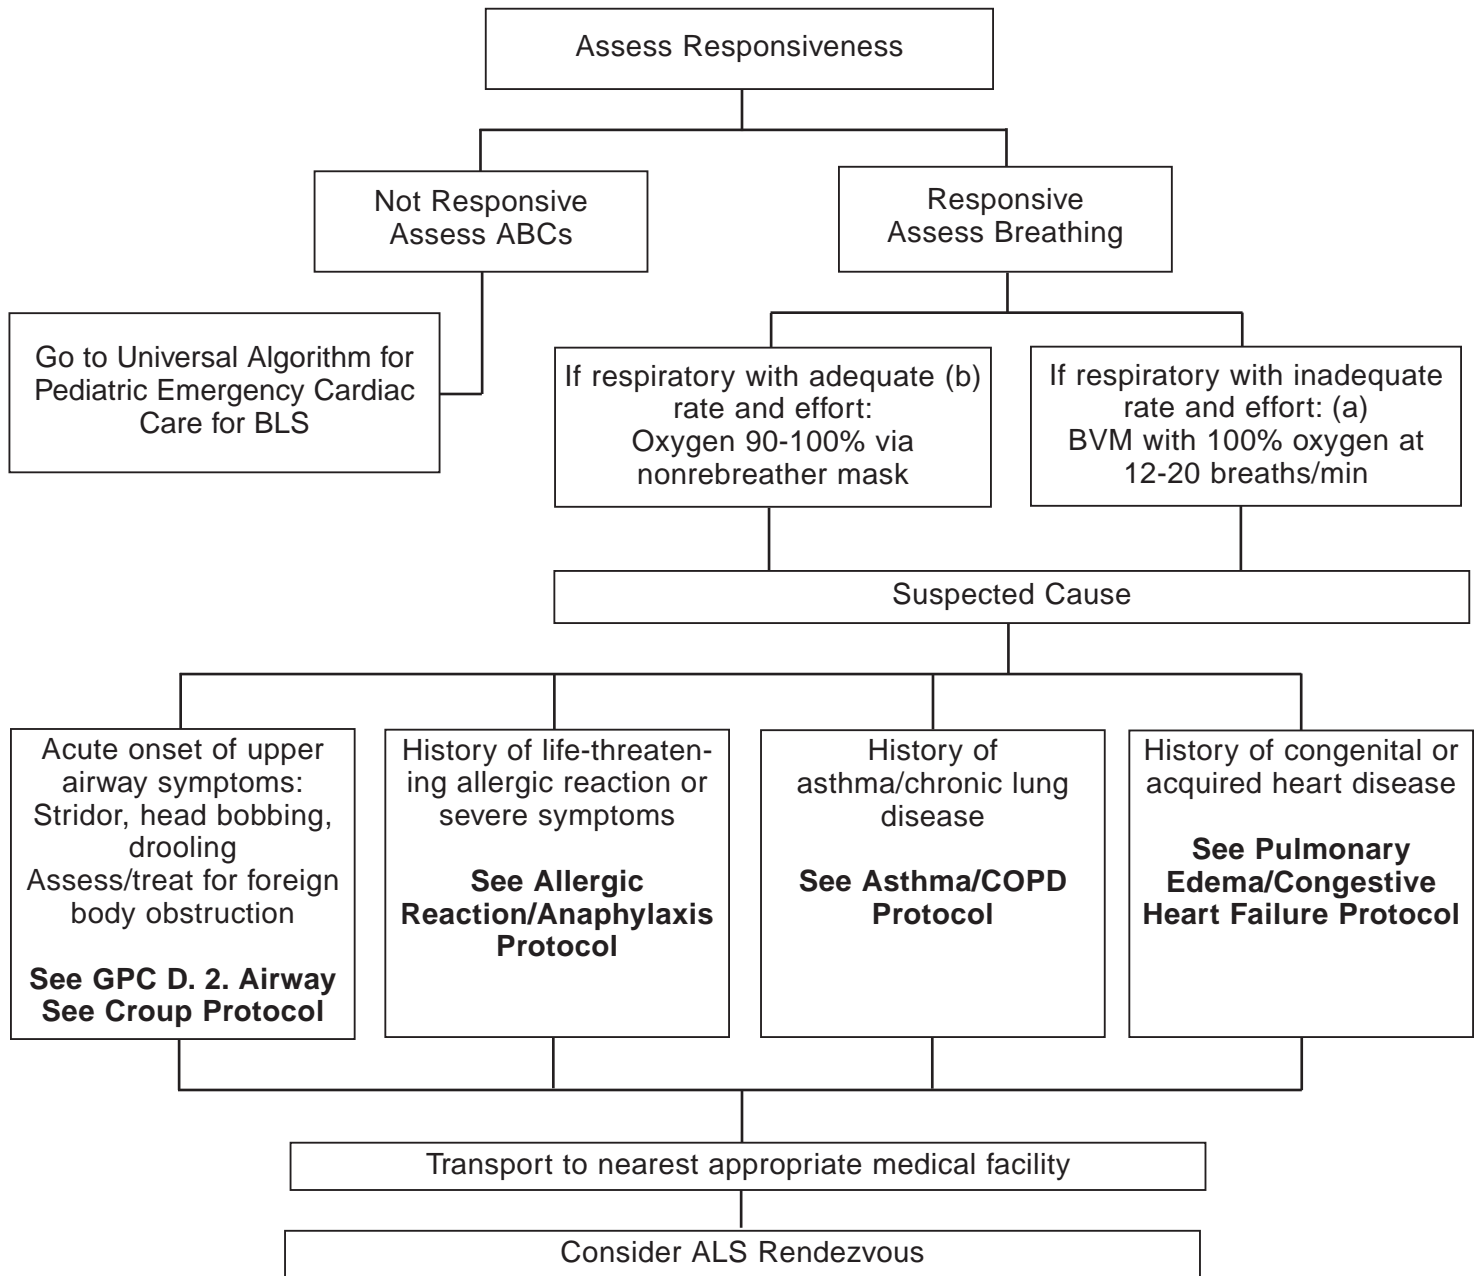 Assess Responsiveness
Not Responsive
Assess ABCs
Responsive
Assess Breathing
Go to Universal Algorithm for
Pediatric Emergency Cardiac
Care for BLS
If respiratory with adequate (b)
rate and effort:
Oxygen 90-100% via
nonrebreather mask
If respiratory with inadequate
rate and effort: (a)
BVM with 100% oxygen at
12-20 breaths/min
Suspected Cause
Acute onset of upper
airway symptoms:
Stridor, head bobbing,
drooling
Assess/treat for foreign
body obstruction
See GPC D. 2. Airway
See Croup Protocol
History of life-threaten-
ing allergic reaction or
severe symptoms
See Allergic
Reaction/Anaphylaxis
Protocol
History of
asthma/chronic lung
disease
See Asthma/COPD
Protocol
History of congenital or
acquired heart disease
See Pulmonary
Edema/Congestive
Heart Failure Protocol
Transport to nearest appropriate medical facility
Consider ALS Rendezvous